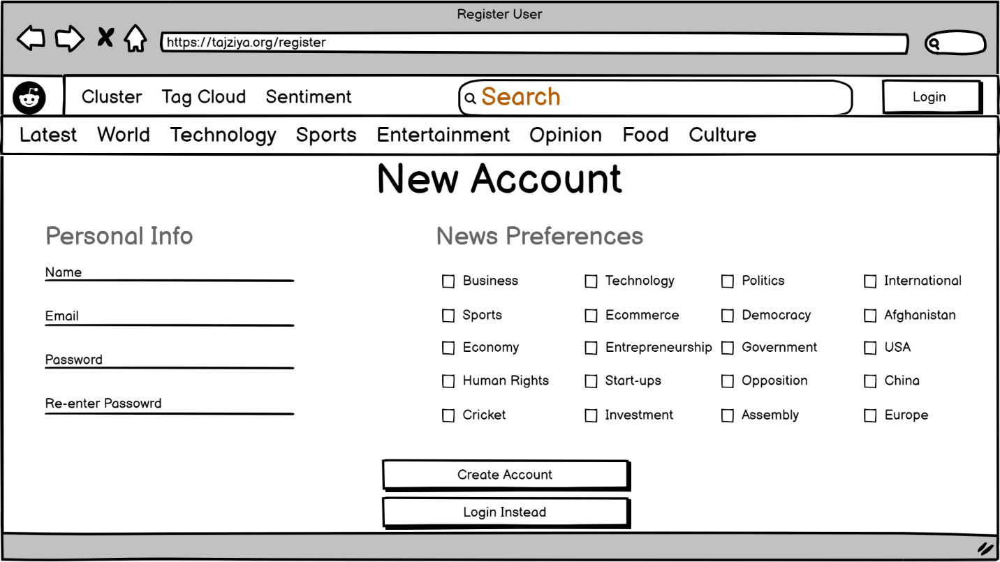 Register User
https://tajziya.org/register
Cluster Tag Cloud Sentiment Search Login
Latest World Technology Sports Entertainment Opinion Food Culture
New Account
Personal Info
Name
Email
Password
Re-enter Passowrd
News Preferences
Business Technology Politics International
Sports Ecommerce Democracy Afghanistan
Economy Entrepreneurship Government USA
Human Rights Start-ups Opposition China
Cricket Investment Assembly Europe
Create Account
Login Instead